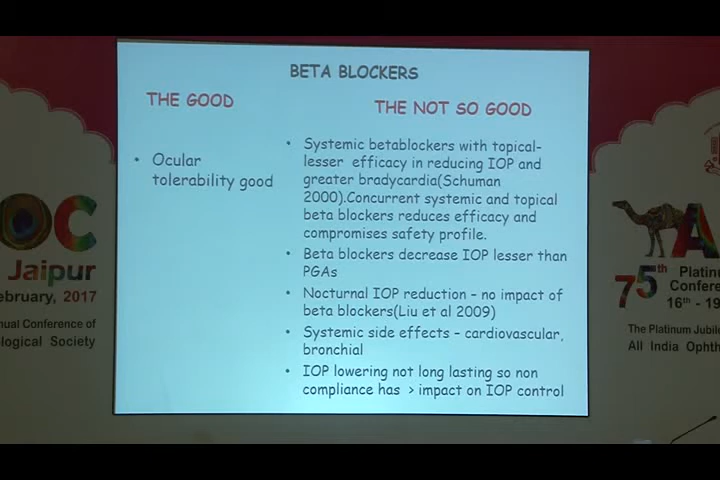 BETA BLOCKERS
THE GOOD
THE NOT SO GOOD
• Ocular
tolerability good
• Systemic betablockers with topical-
lesser efficacy in reducing IOP and
greater bradycardia(Schuman
2000).Concurrent systemic and topical
beta blockers reduces efficacy and
compromises safety profile.
• Beta blockers decrease IOP lesser than
PGAs
• Nocturnal IOP reduction – no impact of
beta blockers(Liu et al 2009)
• Systemic side effects – cardiovascular,
bronchial
• IOP lowering not long lasting so non
compliance has > impact on IOP control
OC
Jaipur
ebruary, 2017
nual Conference of
ological Society
A
75th Platin
Confere
16th - 19
The Platinum Jubile
All India Ophth